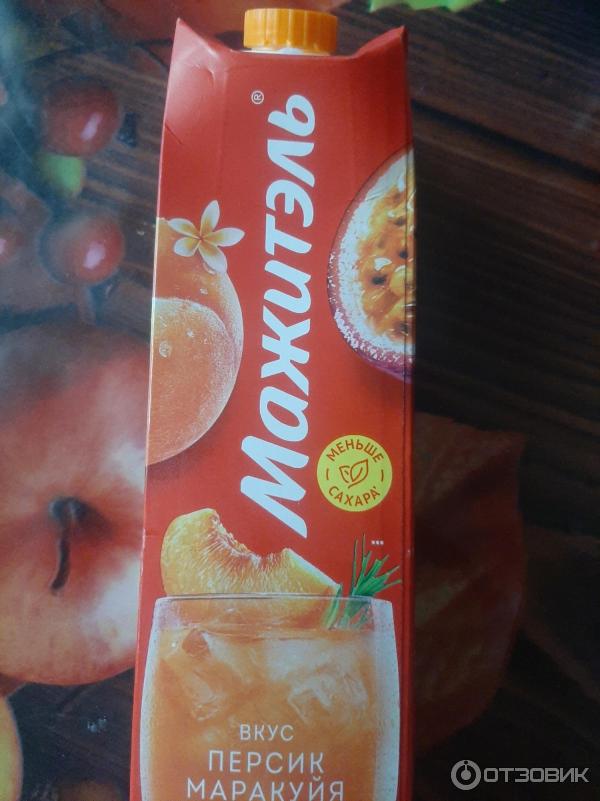 Мажитэль®
МЕНЬШЕ
САХАРА*
***
ВКУС
ПЕРСИК
МАРАКУЙЯ
ОТЗОВИК